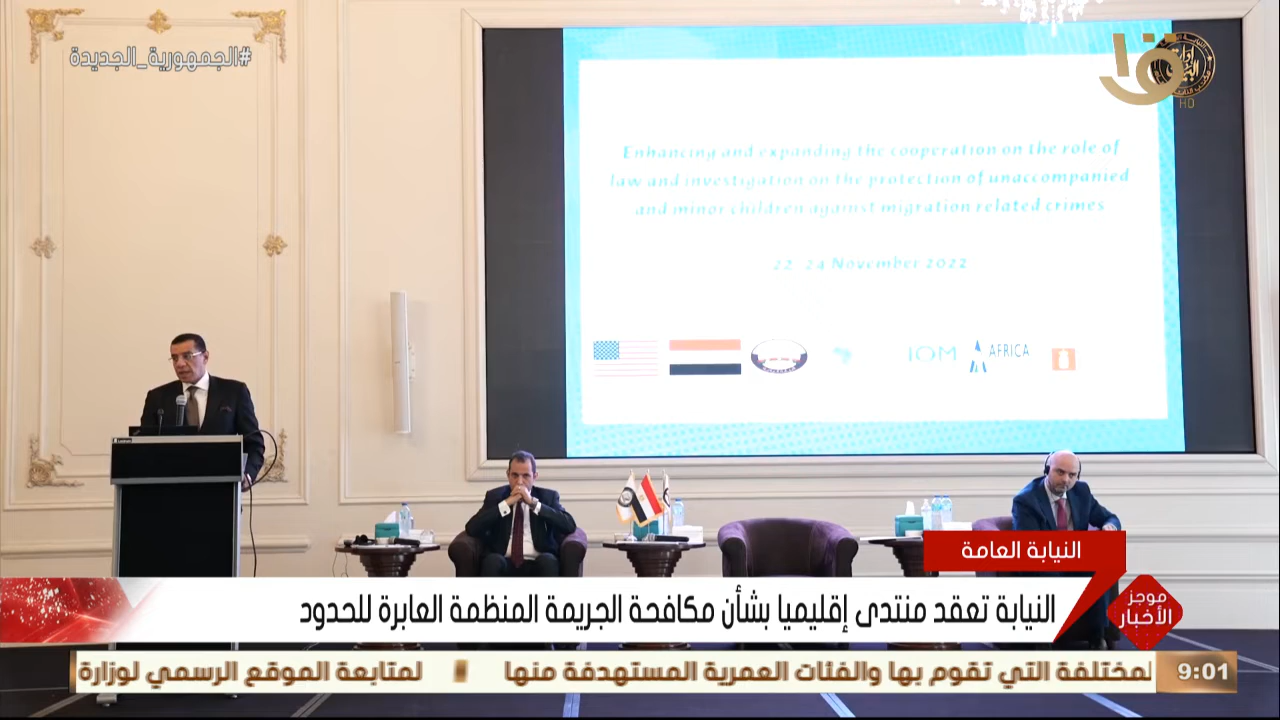 #الجمهورية_الجديدة
HD
Enhancing and expanding the cooperation on the role of
law and investigation on the protection of unaccompanied
and minor children against migration related crimes
22-24 November 2022
IOM
AFRICA
النيابة العامة
النيابة تعقد منتدى إقليميا بشأن مكافحة الجريمة المنظمة العابرة للحدود
موجز
الأخبار
لمختلفة التي تقوم بها والفئات العمرية المستهدفة منها لمتابعة الموقع الرسمي لوزارة
9:01